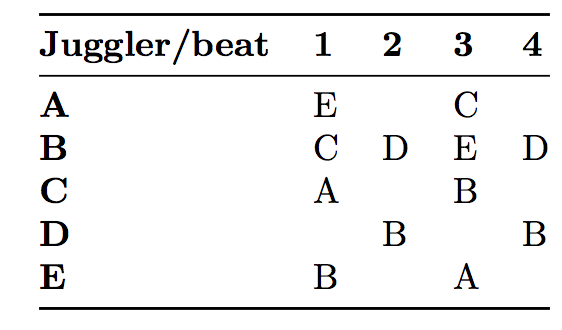 Juggler/beat 1 2 3 4
A E C
B C D E D
C A B
D B B
E B A